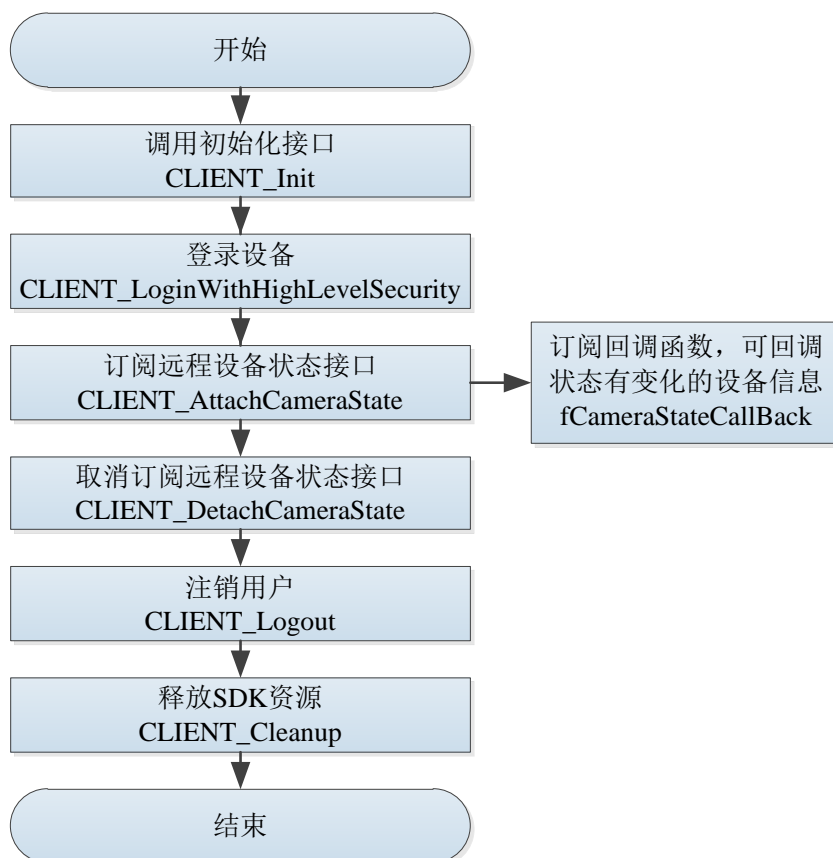 开始
调用初始化接口
CLIENT_Init
登录设备
CLIENT_LoginWithHighLevelSecurity
订阅远程设备状态接口
CLIENT_AttachCameraState
订阅回调函数，可回调
状态有变化的设备信息
fCameraStateCallBack
取消订阅远程设备状态接口
CLIENT_DetachCameraState
注销用户
CLIENT_Logout
释放SDK资源
CLIENT_Cleanup
结束